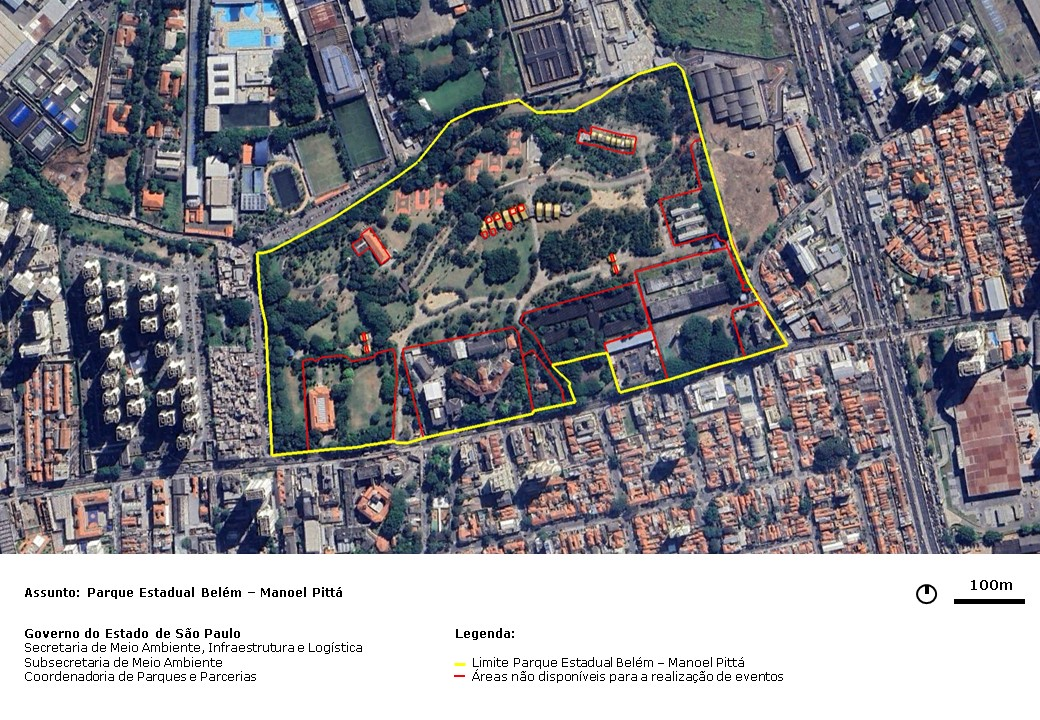 Assunto: Parque Estadual Belém – Manoel Pittá
100m
Governo do Estado de São Paulo
Secretaria de Meio Ambiente, Infraestrutura e Logística
Subsecretaria de Meio Ambiente
Coordenadoria de Parques e Parcerias
Legenda:
Limite Parque Estadual Belém – Manoel Pittá
Áreas não disponíveis para a realização de eventos